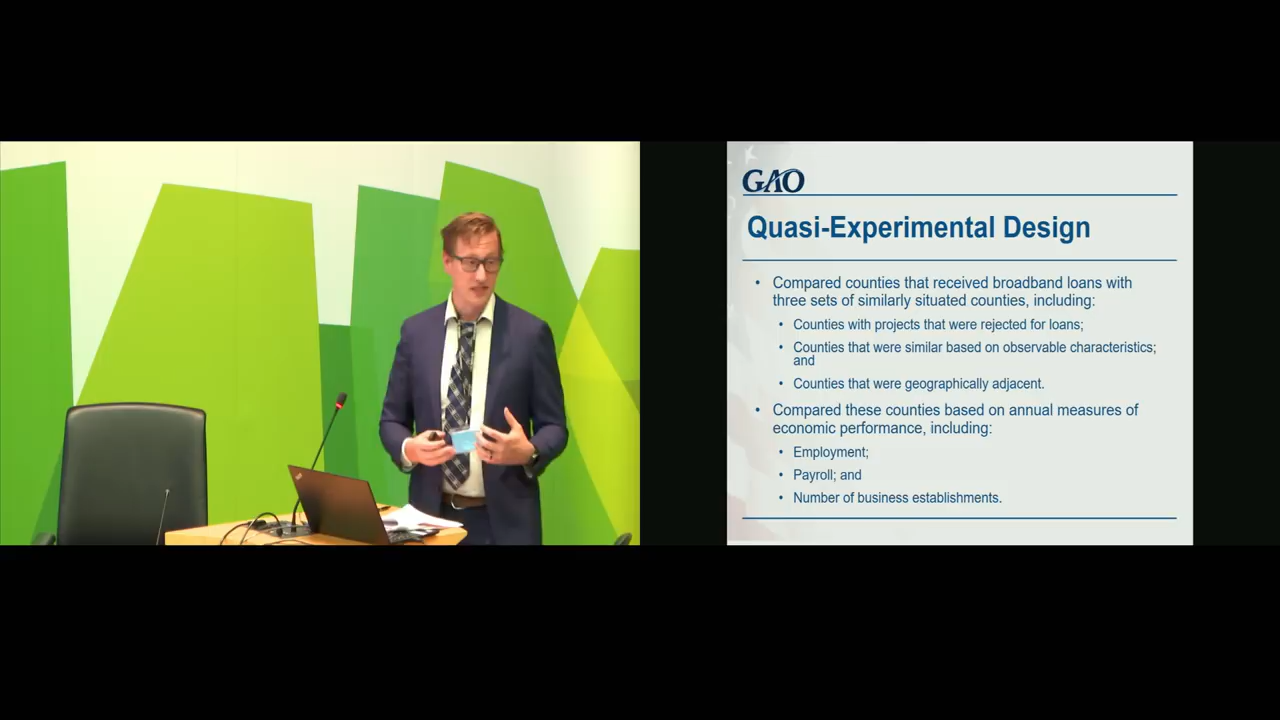 GAO
Quasi-Experimental Design
• Compared counties that received broadband loans with
three sets of similarly situated counties, including:
• Counties with projects that were rejected for loans;
• Counties that were similar based on observable characteristics;
and
• Counties that were geographically adjacent.
• Compared these counties based on annual measures of
economic performance, including:
• Employment;
• Payroll; and
• Number of business establishments.